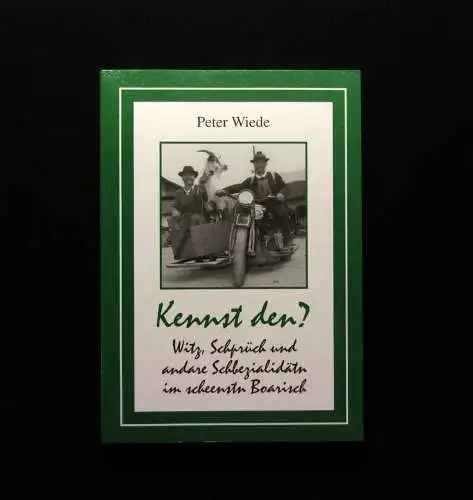 Peter Wiede
Kennst den?
Witz, Schprüch und
andare Schbezialidätn
im scheenstn Boarisch